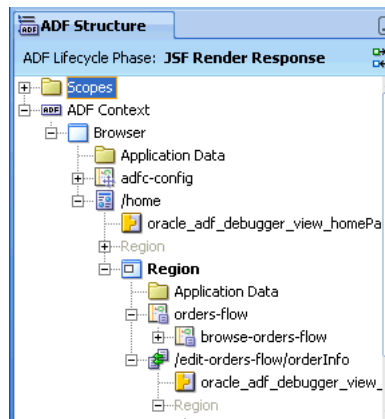 ADF Structure
ADF Lifecycle Phase: JSF Render Response
Scopes
ADF ADF Context
Browser
Application Data
adfc-config
/home
oracle_adf_debugger_view_homePa
Region
Region
Application Data
orders-flow
browse-orders-flow
/edit-orders-flow/orderInfo
oracle_adf_debugger_view_
Region